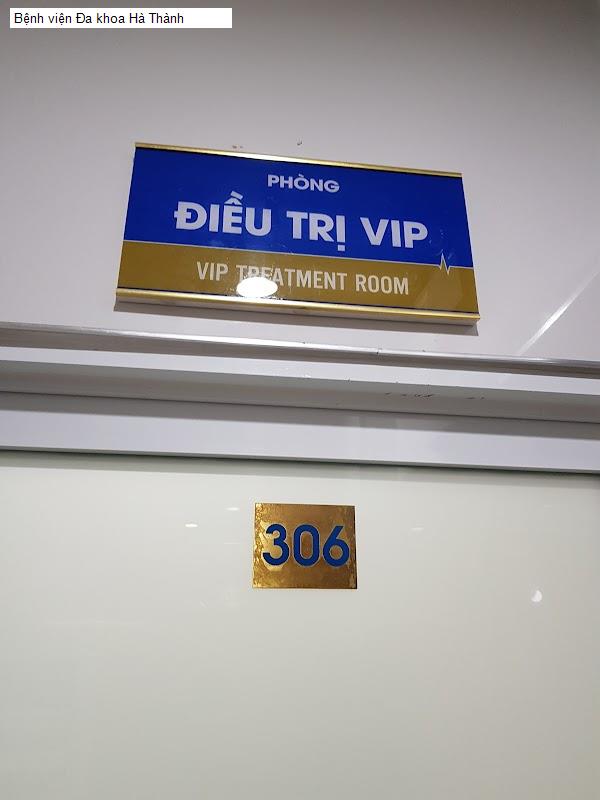 Bệnh viện Đa khoa Hà Thành
PHÒNG
ĐIỀU TRỊ VIP
VIP TREATMENT ROOM
306